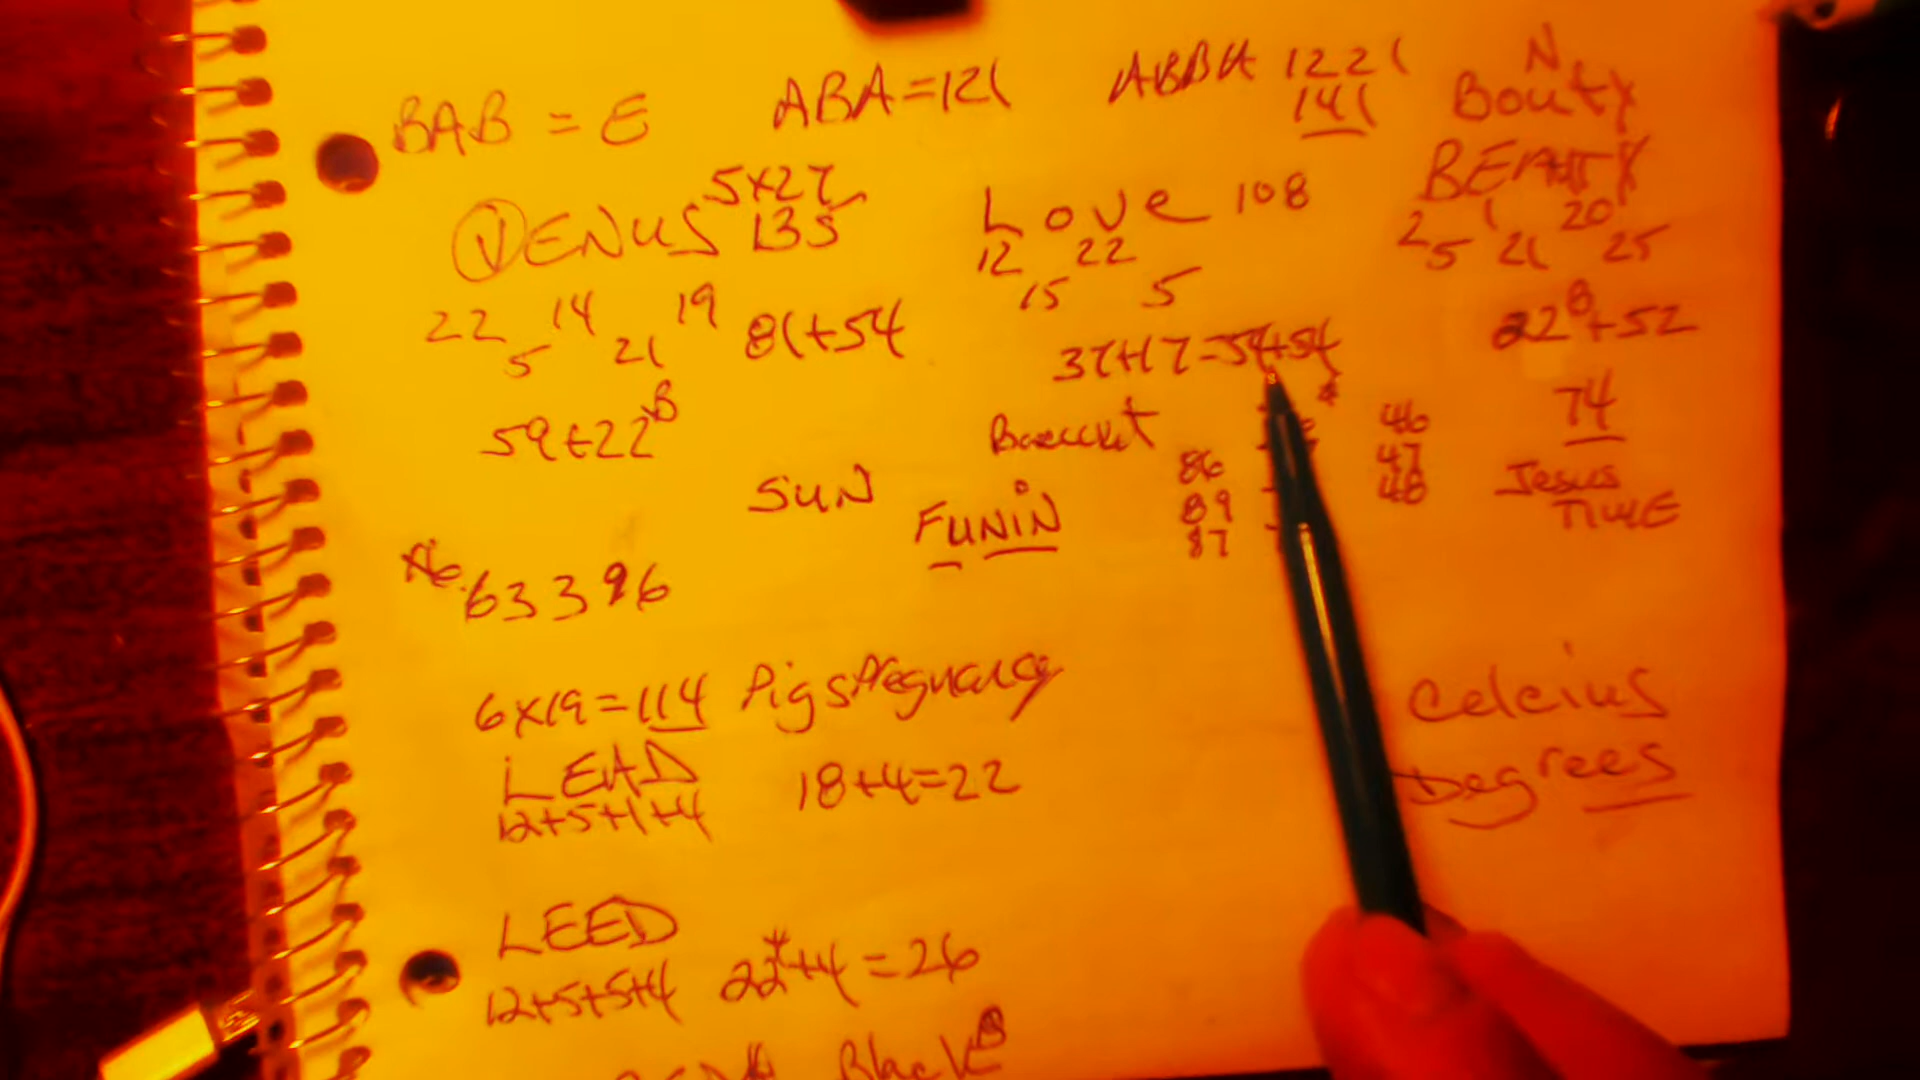 BAB = E ABA=121 ABBA 1221 N
141 Bouty
VENUS 5x27 LOVE 108 BEAUTY
135 12 22 2 1 20
22 14 19 81+54 15 5 5 21 25
5 21 37+17=54+54 22 B+52
59+22 B 46 74
86 47
SUN FUNIN 89 48 Jesus
87 TIME
63396
6x19=114 Pigs Pregnancy Celcius
LEAD 18+4=22 Degrees
12+5+1+4
LEED
12+5+5+4 22+4=26
Black B